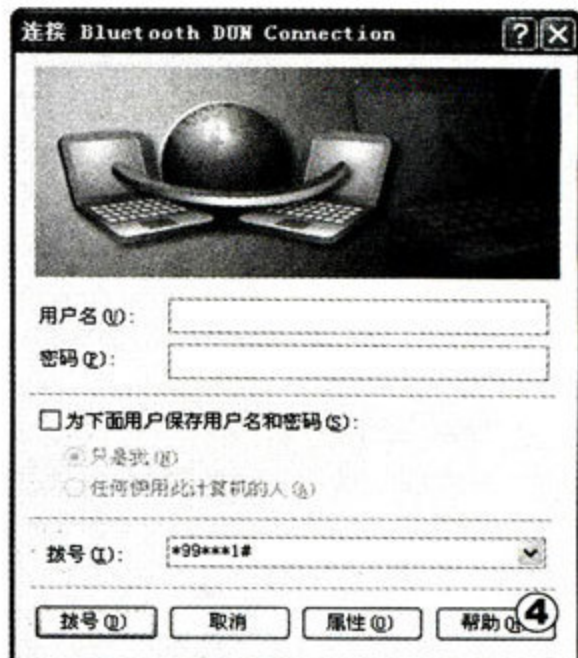 连接 Bluetooth DUN Connection
用户名(U):
密码(P):
为下面用户保存用户名和密码(S):
只是我(N)
任何使用此计算机的人(A)
拨号(I): *99***1#
拨号(D) 取消 属性(O) 帮助
④